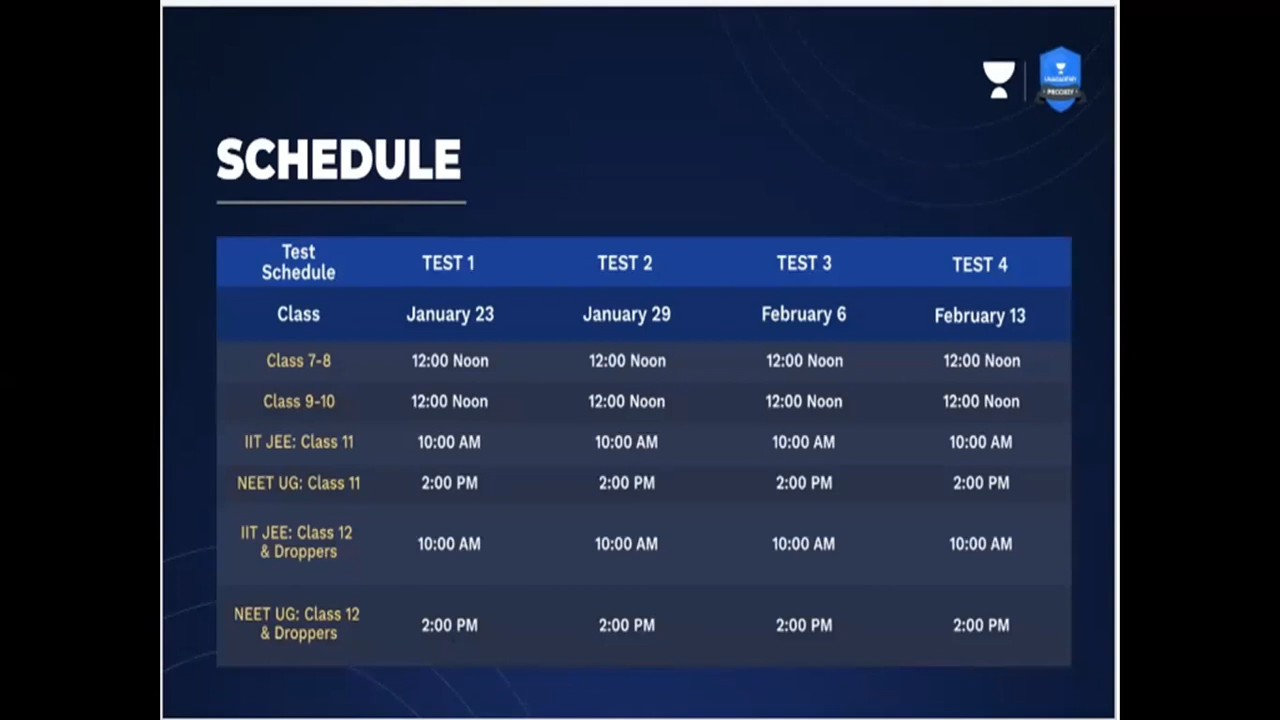 UNACADEMY
PRODIGY
SCHEDULE
Test Schedule TEST 1 TEST 2 TEST 3 TEST 4
Class January 23 January 29 February 6 February 13
Class 7-8 12:00 Noon 12:00 Noon 12:00 Noon 12:00 Noon
Class 9-10 12:00 Noon 12:00 Noon 12:00 Noon 12:00 Noon
IIT JEE: Class 11 10:00 AM 10:00 AM 10:00 AM 10:00 AM
NEET UG: Class 11 2:00 PM 2:00 PM 2:00 PM 2:00 PM
IIT JEE: Class 12 & Droppers 10:00 AM 10:00 AM 10:00 AM 10:00 AM
NEET UG: Class 12 & Droppers 2:00 PM 2:00 PM 2:00 PM 2:00 PM